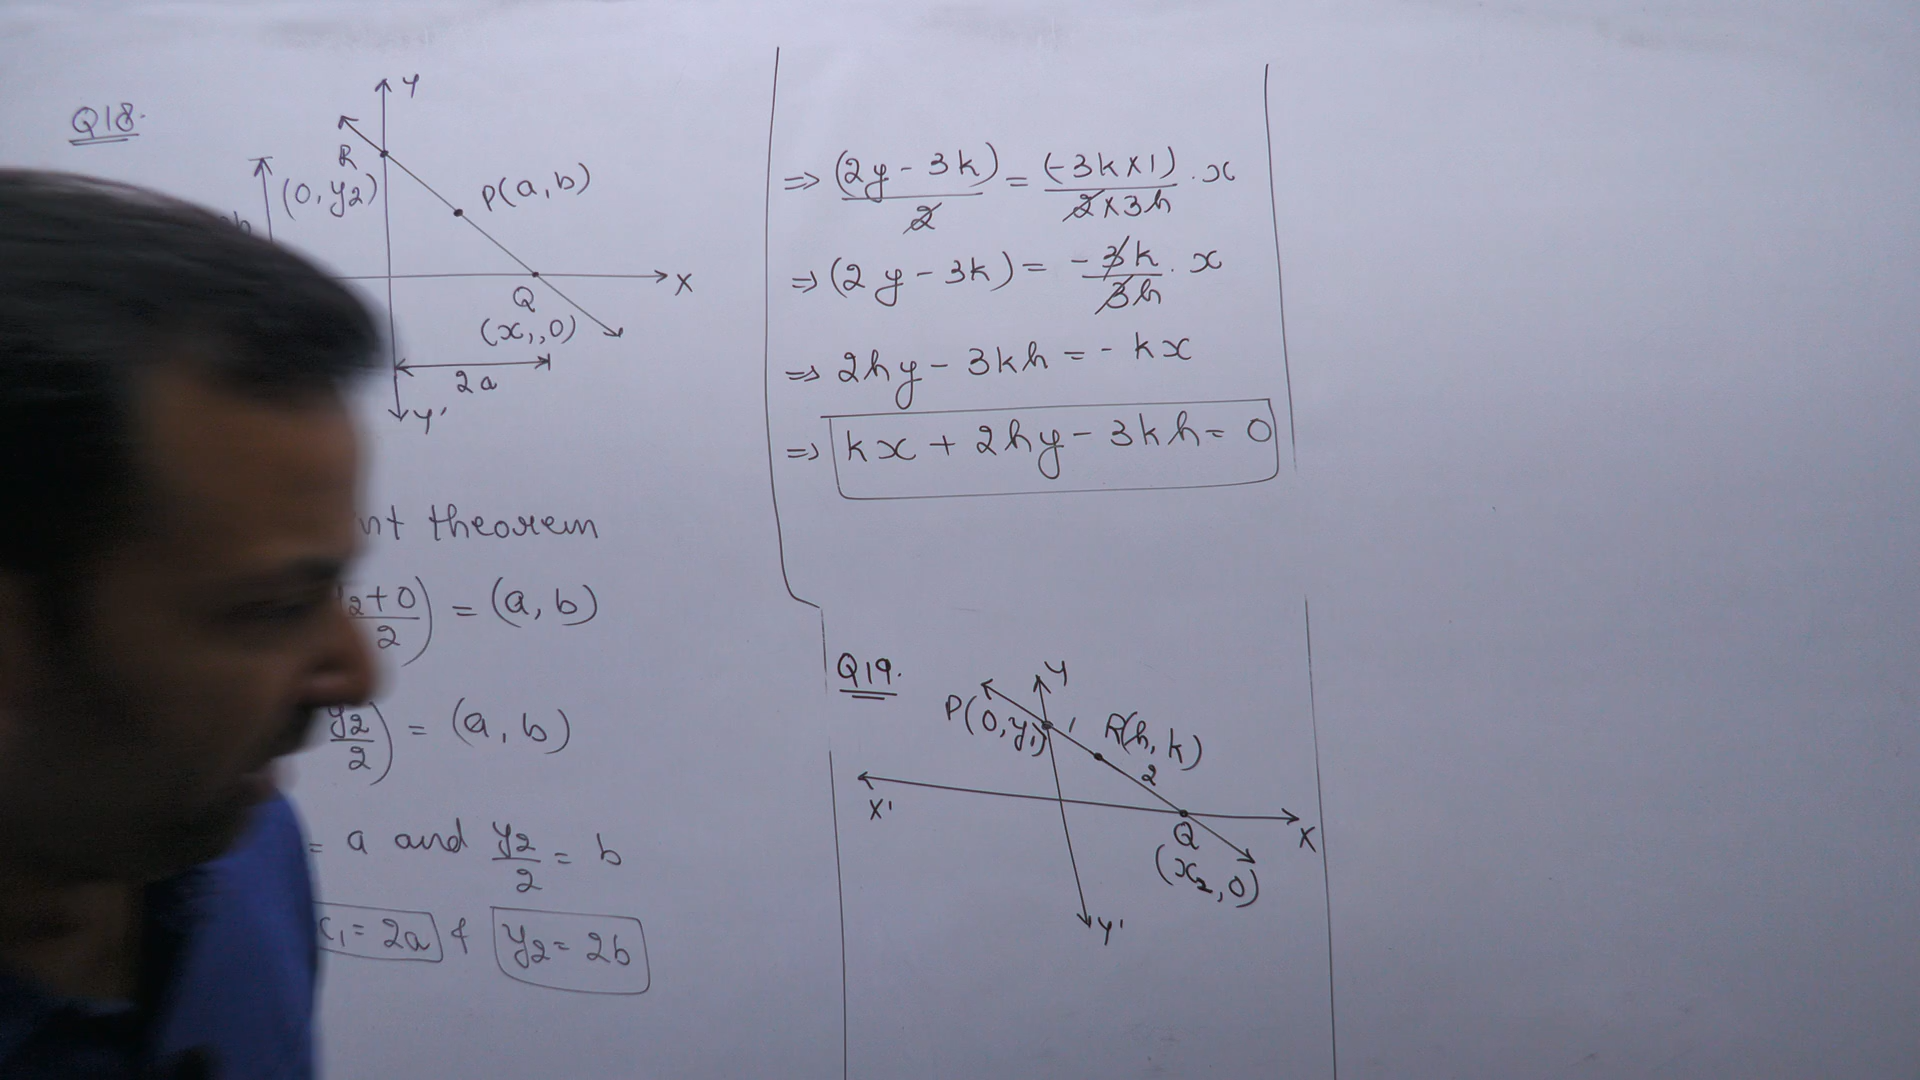 Q18.
Y
R
(0, y2)
P(a, b)
X
Q
(x1, 0)
2a
Y'
theorem
2+0/2) = (a, b)
y2/2) = (a, b)
= a and y2/2 = b
x1 = 2a & y2 = 2b
=> (2y - 3k)/2 = (-3k×1)/(2×3h) . x
=> (2y - 3k) = -3k/3h . x
=> 2hy - 3kh = - kx
=> kx + 2hy - 3kh = 0
Q19.
Y
P(0, y1)
1
R(h, k)
2
X'
X
Q
(x2, 0)
Y'